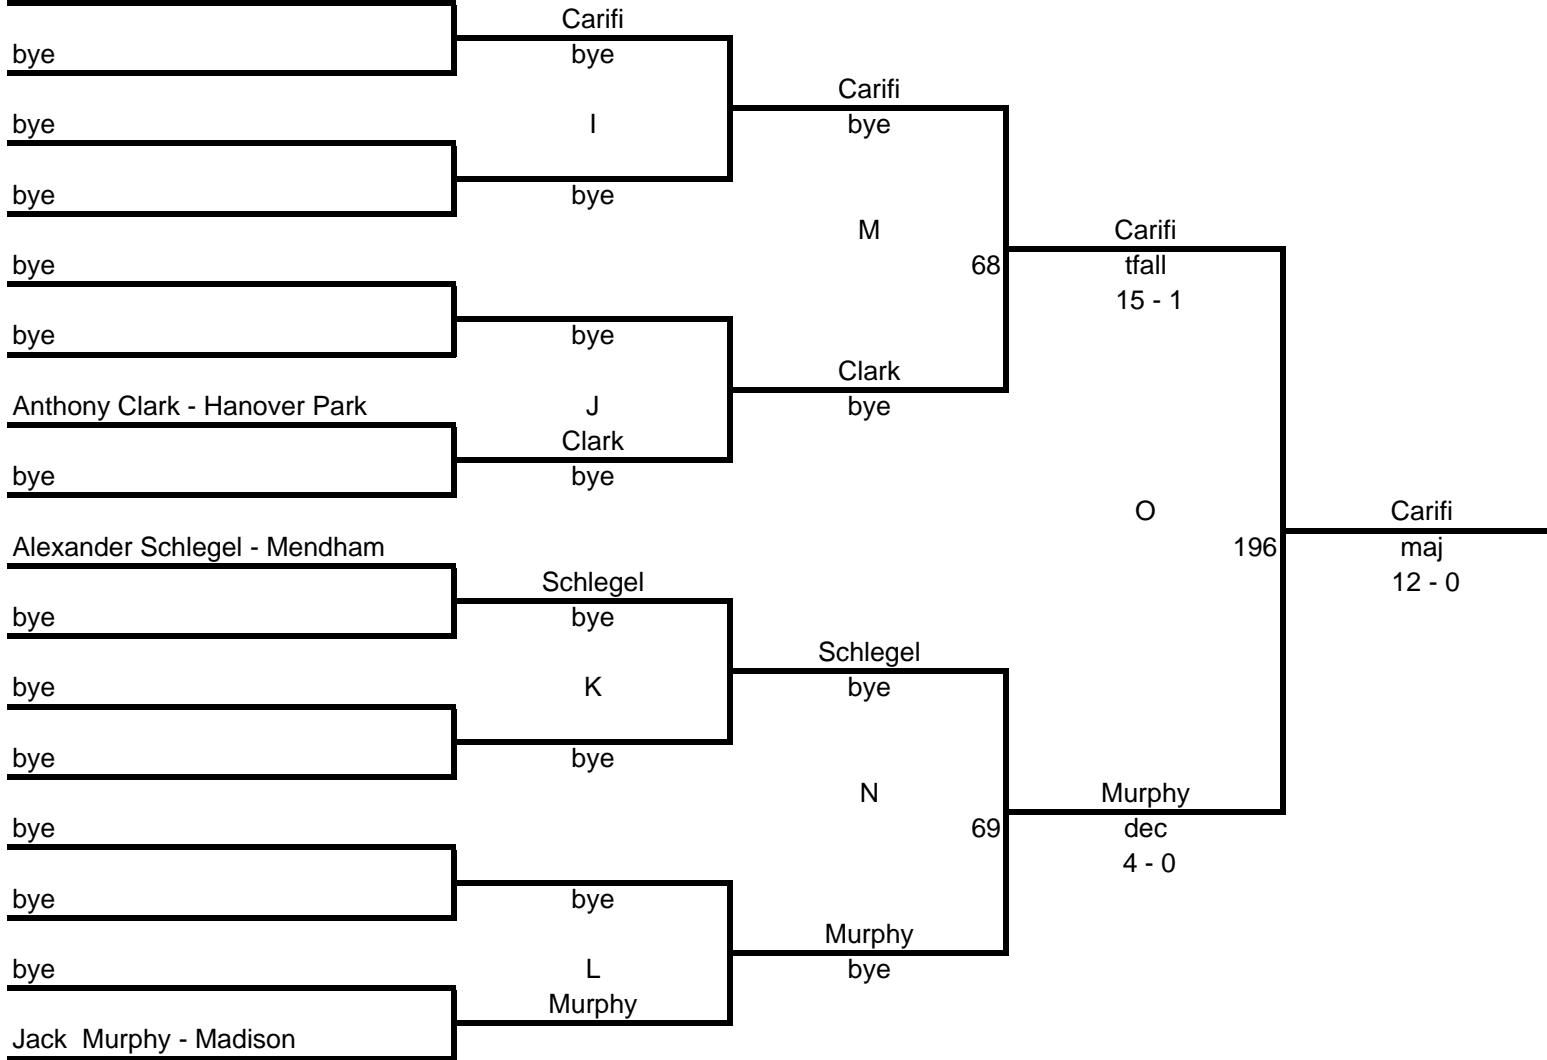 Carifi
bye
bye
Carifi
bye
I
bye
bye
bye
M
Carifi
bye
68
tfall
15 - 1
bye
bye
Clark
Anthony Clark - Hanover Park
J
bye
Clark
bye
bye
O
Carifi
Alexander Schlegel - Mendham
196
maj
Schlegel
12 - 0
bye
bye
Schlegel
bye
K
bye
bye
bye
N
Murphy
bye
69
dec
4 - 0
bye
bye
Murphy
bye
L
bye
Murphy
Jack  Murphy - Madison